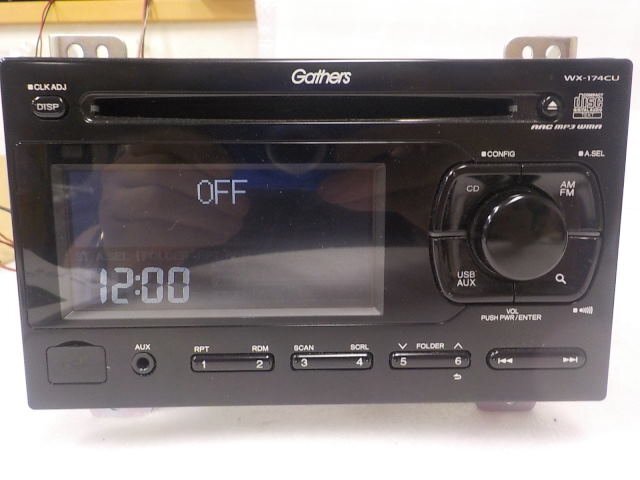 Gathers
WX-174CU
CLK ADJ
DISP
COMPACT
disc
DIGITAL AUDIO
TEXT
AAC MP3 WMA
CONFIG
A.SEL
CD
AM
FM
OFF
12:00
USB
AUX
VOL
PUSH PWR/ENTER
AUX
RPT
RDM
SCAN
SCRL
FOLDER
1
2
3
4
5
6